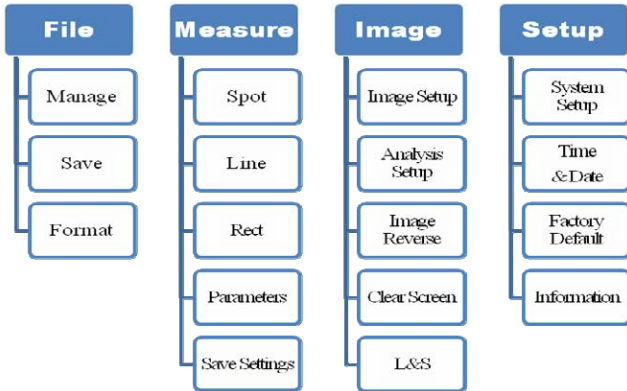 File
Manage
Save
Format
Measure
Spot
Line
Rect
Parameters
Save Settings
Image
Image Setup
Analysis
Setup
Image
Reverse
Clear Screen
L&S
Setup
System
Setup
Time
&Date
Factory
Default
Information